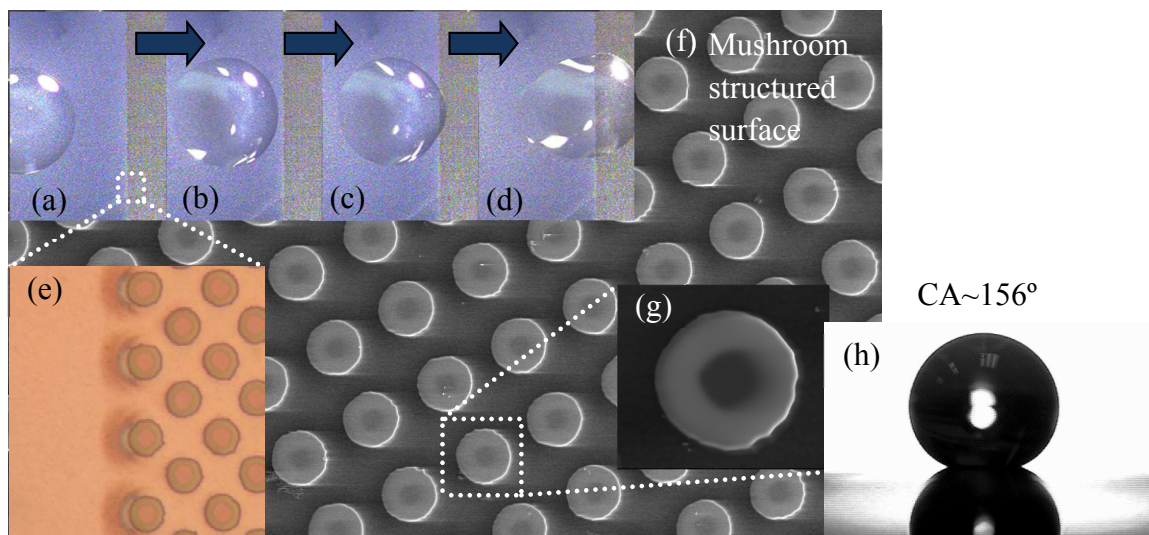 (f) Mushroom
structured
surface
(a)
(b)
(c)
(d)
(e)
(g)
CA~156º
(h)